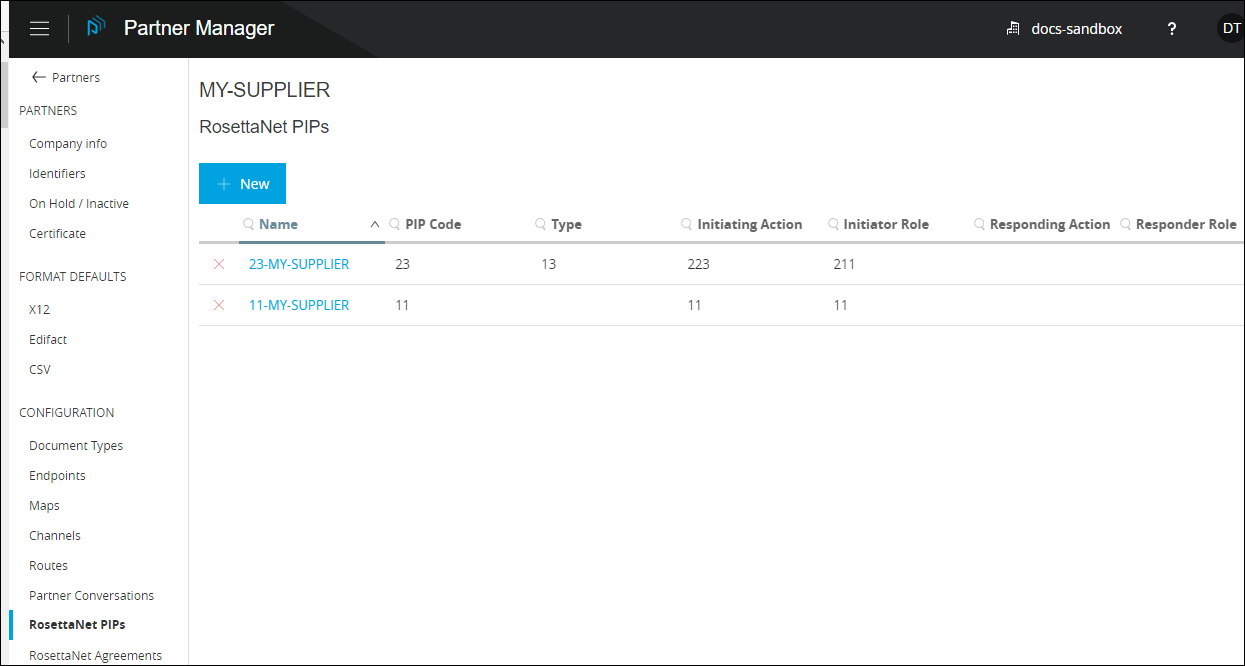 Partner Manager
docs-sandbox
?
DT
Partners
PARTNERS
Company info
Identifiers
On Hold / Inactive
Certificate
FORMAT DEFAULTS
X12
Edifact
CSV
CONFIGURATION
Document Types
Endpoints
Maps
Channels
Routes
Partner Conversations
RosettaNet PIPs
RosettaNet Agreements
MY-SUPPLIER
RosettaNet PIPs
New
Name PIP Code Type Initiating Action Initiator Role Responding Action Responder Role
23-MY-SUPPLIER 23 13 223 211
11-MY-SUPPLIER 11 11 11